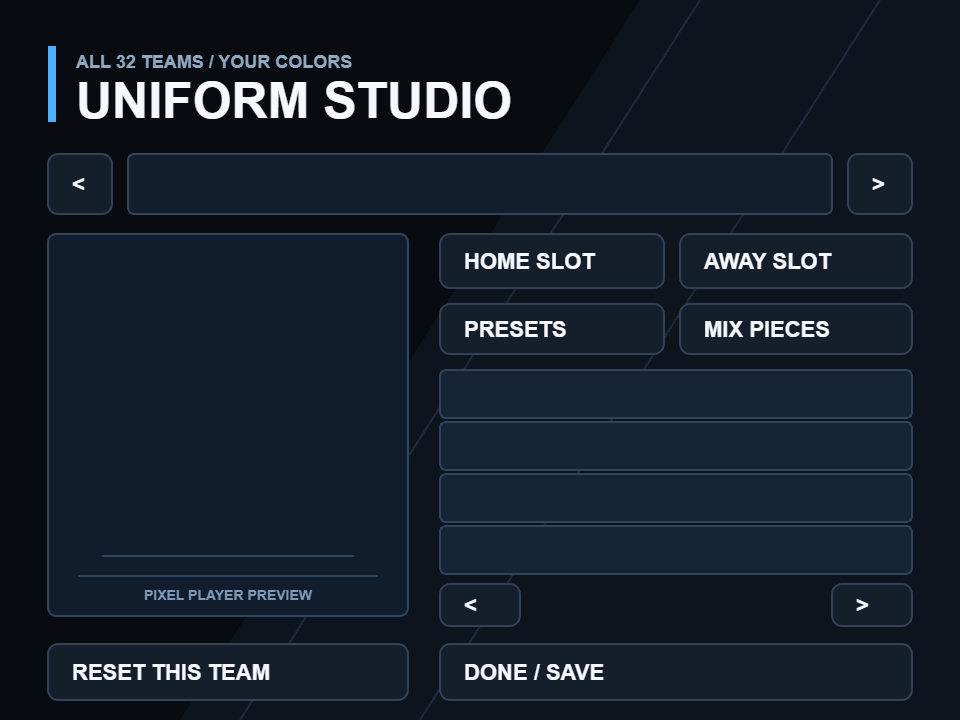 ALL 32 TEAMS / YOUR COLORS
UNIFORM STUDIO
<
>
HOME SLOT
AWAY SLOT
PRESETS
MIX PIECES
PIXEL PLAYER PREVIEW
<
>
RESET THIS TEAM
DONE / SAVE